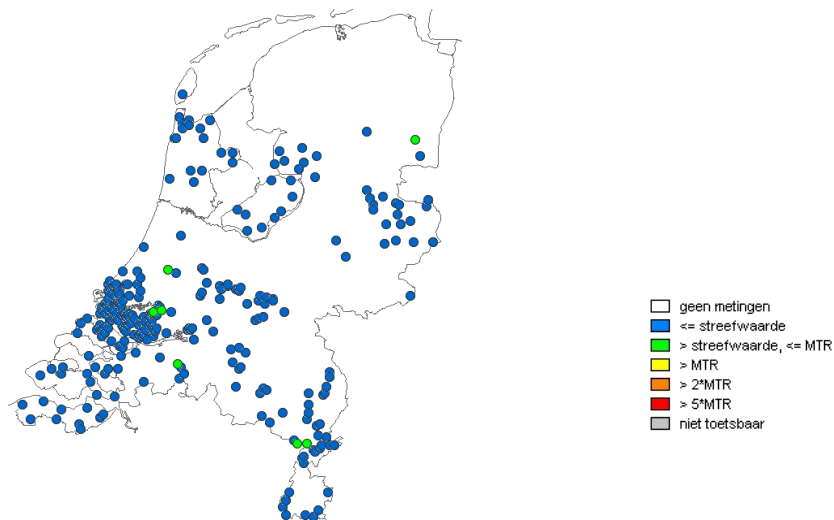 geen metingen
<= streefwaarde
> streefwaarde, <= MTR
> MTR
> 2*MTR
> 5*MTR
niet toetsbaar